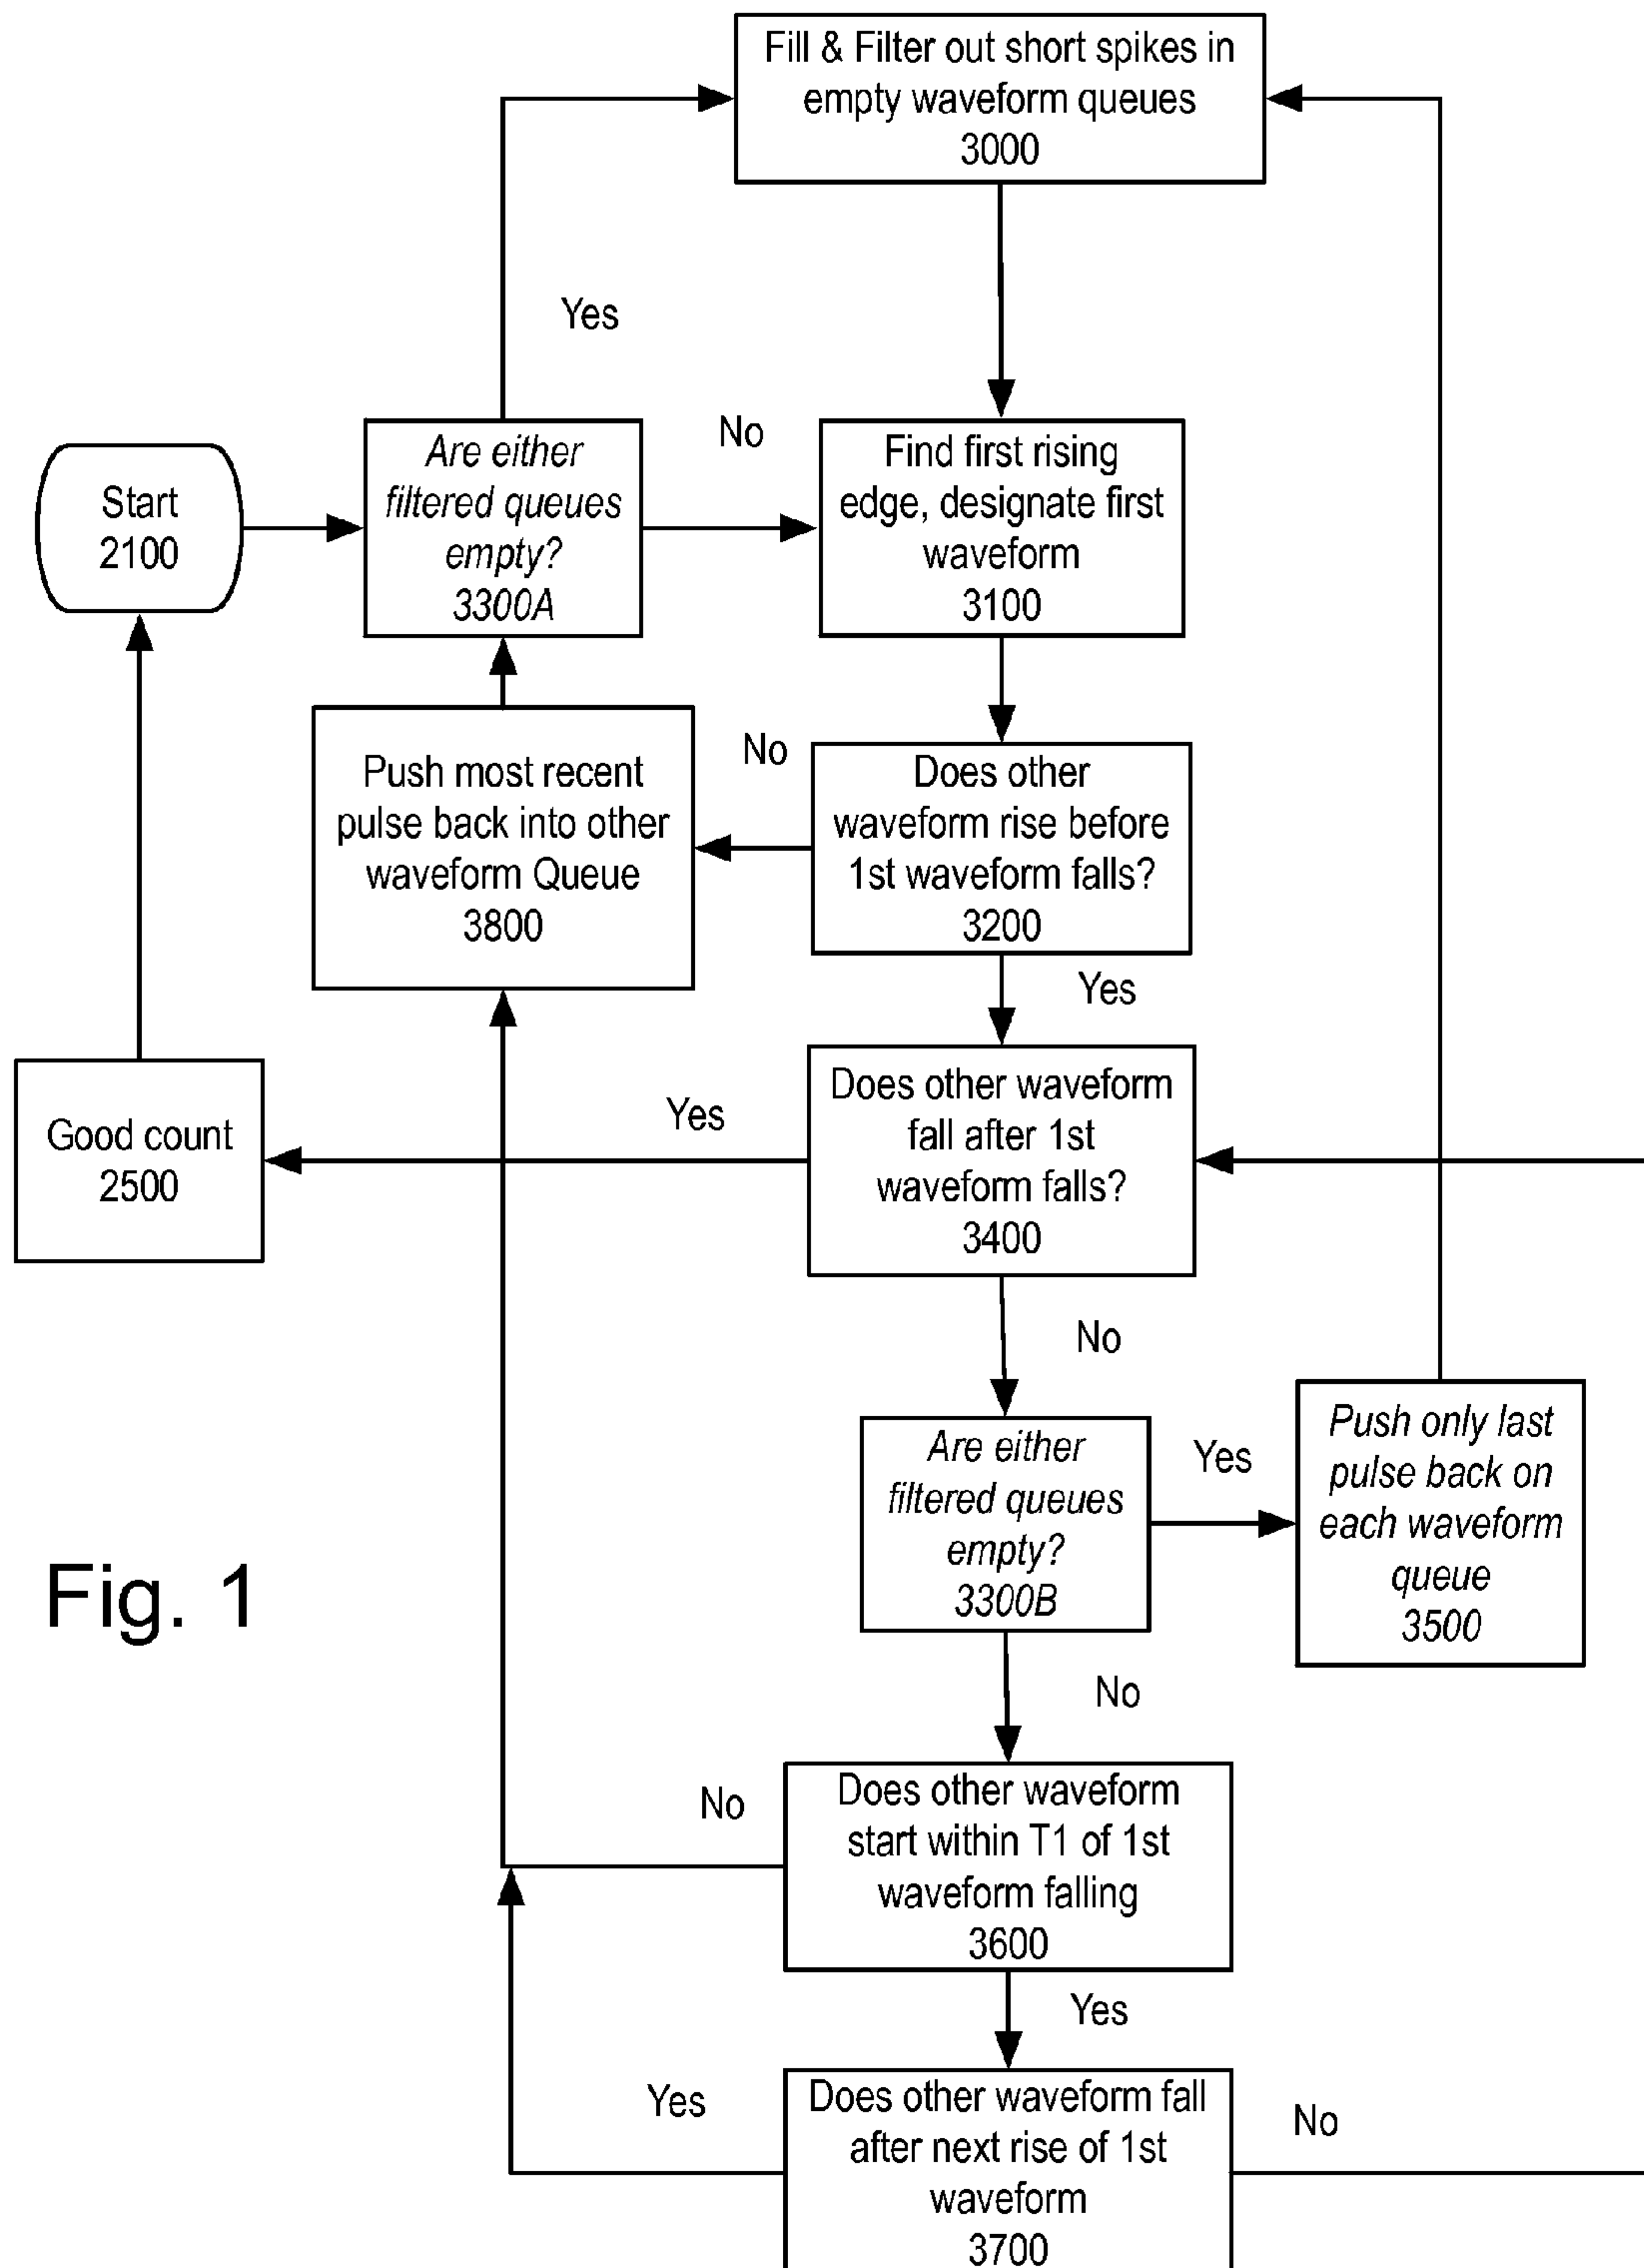 Fill & Filter out short spikes in
empty waveform queues
3000
Yes
No
Start
2100
Are either
filtered queues
empty?
3300A
Find first rising
edge, designate first
waveform
3100
Push most recent
pulse back into other
waveform Queue
3800
No
Does other
waveform rise before
1st waveform falls?
3200
Yes
Good count
2500
Yes
Does other waveform
fall after 1st
waveform falls?
3400
No
Are either
filtered queues
empty?
3300B
Yes
Push only last
pulse back on
each waveform
queue
3500
Fig. 1
No
No
Does other waveform
start within T1 of 1st
waveform falling
3600
Yes
Yes
Does other waveform fall
after next rise of 1st
waveform
3700
No